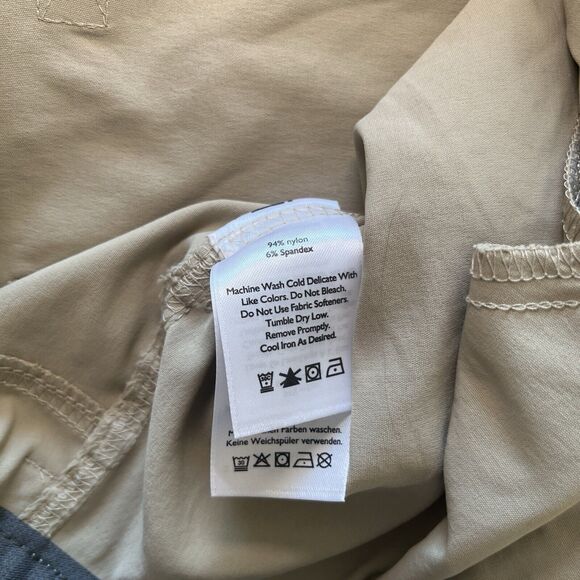 94% nylon
6% Spandex
Machine Wash Cold Delicate With
Like Colors. Do Not Bleach.
Do Not Use Fabric Softeners.
Tumble Dry Low.
Remove Promptly.
Cool Iron As Desired.
Farben waschen.
Keine Weichspüler verwenden.
30